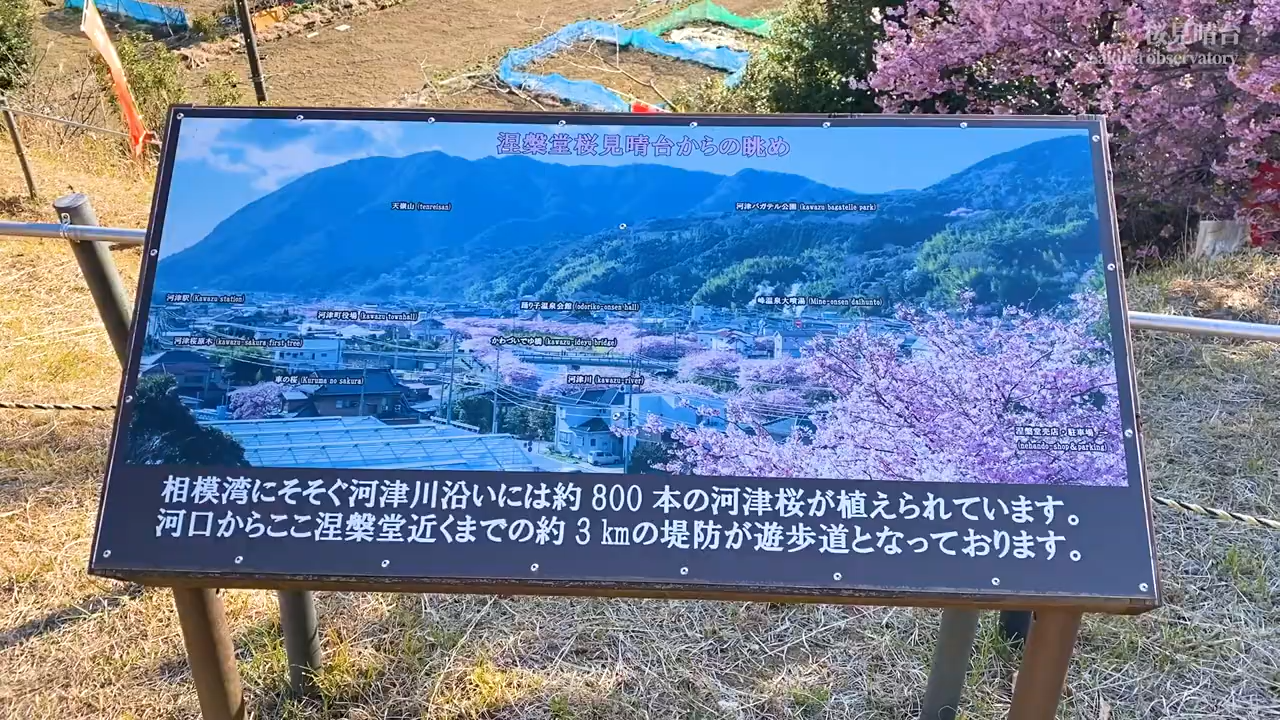 桜見晴台
Sakura observatory
涅槃堂桜見晴台からの眺め
天嶺山 (tenreisan)
河津バガテル公園 (kawazu bagatelle park)
河津駅 (Kawazu station)
河津町役場 (kawazu townhall)
踊り子温泉会館 (odoriko-onsen hall)
峰温泉大噴湯 (Mine-onsen daihunto)
河津桜原木 (kawazu-sakura first tree)
かわづいでゆ橋 (kawazu-ideyu bridge)
車の桜 (Kuruma no sakura)
河津川 (kawazu-river)
涅槃堂売店・駐車場
(nehando-shop&parking)
相模湾にそそぐ河津川沿いには約 800 本の河津桜が植えられています。
河口からここ涅槃堂近くまでの約 3 kmの堤防が遊歩道となっております。